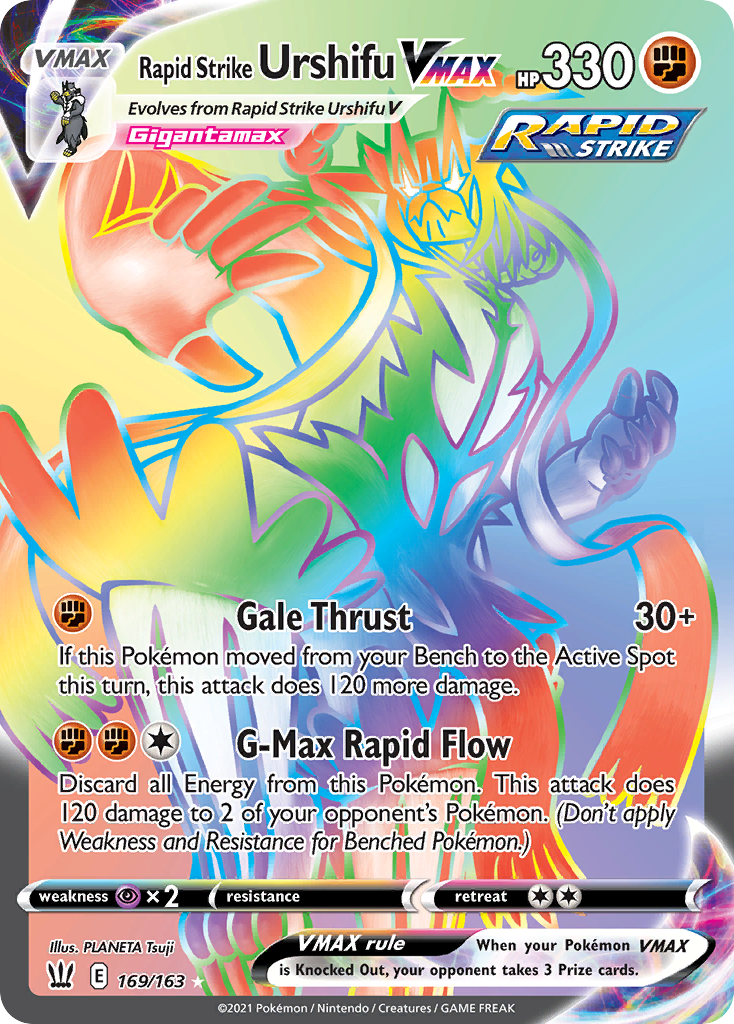 VMAX
Rapid Strike Urshifu VMAX HP 330
Evolves from Rapid Strike Urshifu V
Gigantamax
RAPID
STRIKE
Gale Thrust 30+
If this Pokémon moved from your Bench to the Active Spot
this turn, this attack does 120 more damage.
G-Max Rapid Flow
Discard all Energy from this Pokémon. This attack does
120 damage to 2 of your opponent's Pokémon. (Don't apply
Weakness and Resistance for Benched Pokémon.)
weakness ×2 resistance retreat
Illus. PLANETA Tsuji
VMAX rule When your Pokémon VMAX
is Knocked Out, your opponent takes 3 Prize cards.
E 169/163
©2021 Pokémon / Nintendo / Creatures / GAME FREAK